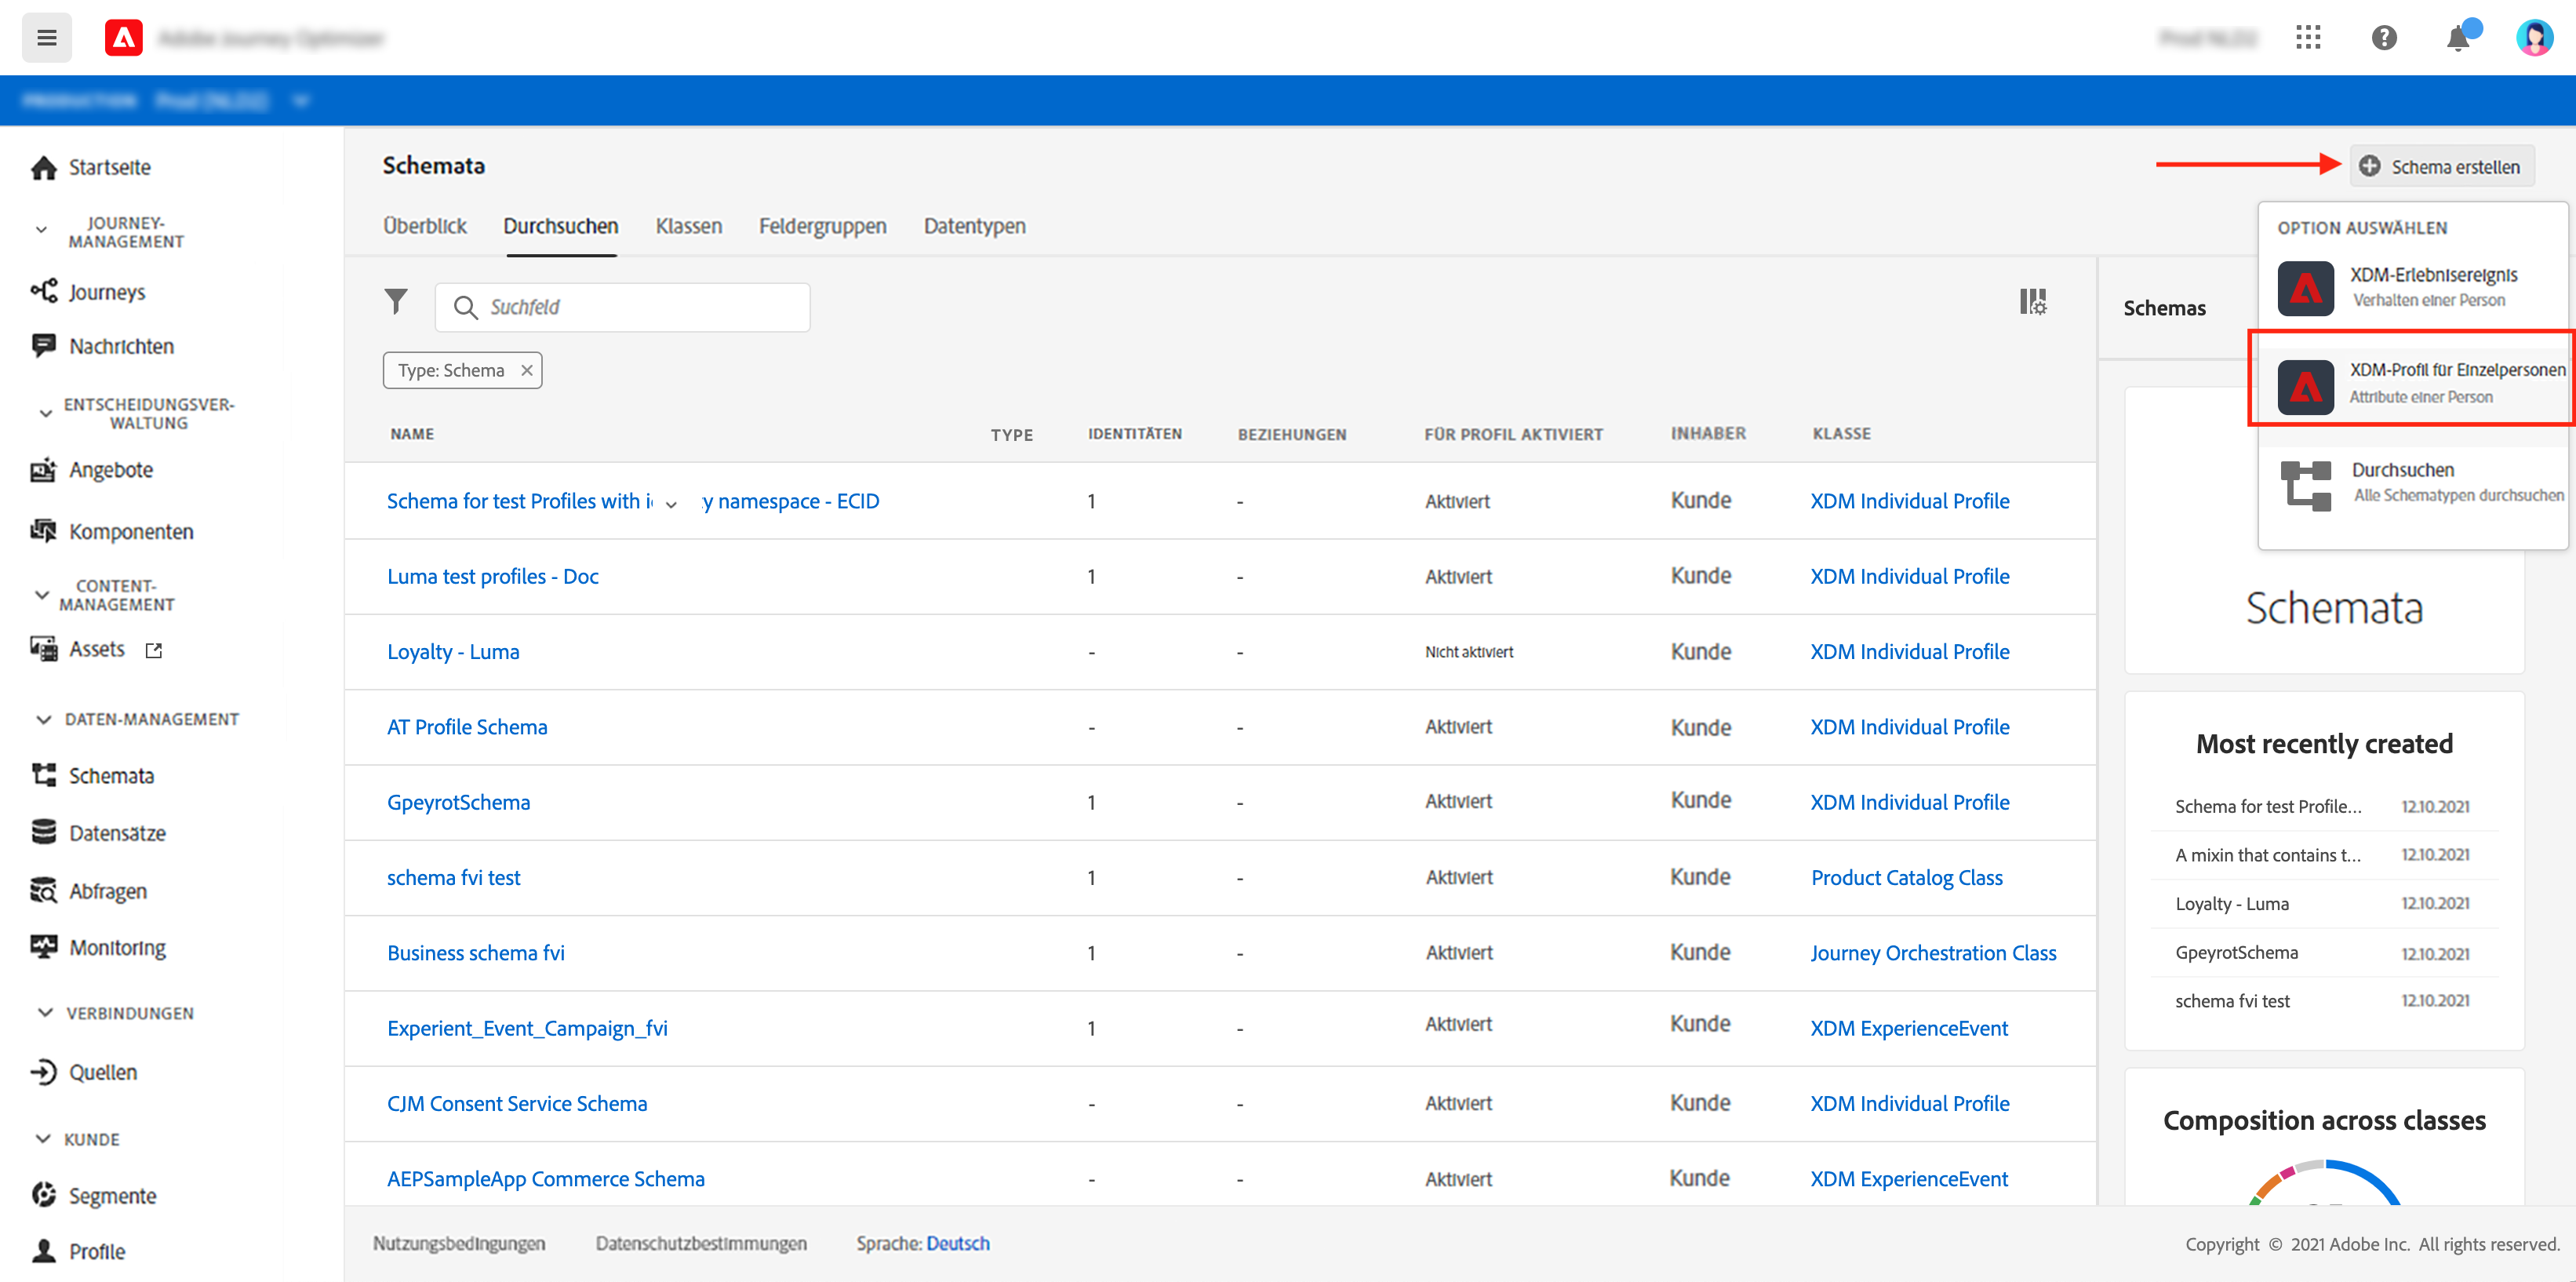 Schemata
Schema erstellen
Überblick Durchsuchen Klassen Feldergruppen Datentypen
OPTION AUSWÄHLEN
XDM-Erlebnisereignis
Verhalten einer Person
XDM-Profil für Einzelpersonen
Attribute einer Person
Durchsuchen
Alle Schematypen durchsuchen
Startseite
JOURNEY-
MANAGEMENT
Journeys
Nachrichten
ENTSCHEIDUNGSVER-
WALTUNG
Angebote
Komponenten
CONTENT-
MANAGEMENT
Assets
DATEN-MANAGEMENT
Schemata
Datensätze
Abfragen
Monitoring
VERBINDUNGEN
Quellen
KUNDE
Segmente
Profile
Suchfeld
Type: Schema
NAME TYPE IDENTITÄTEN BEZIEHUNGEN FÜR PROFIL AKTIVIERT INHABER KLASSE
Schema for test Profiles with y namespace - ECID 1 - Aktiviert Kunde XDM Individual Profile
Luma test profiles - Doc 1 - Aktiviert Kunde XDM Individual Profile
Loyalty - Luma - - Nicht aktiviert Kunde XDM Individual Profile
AT Profile Schema - - Aktiviert Kunde XDM Individual Profile
GpeyrotSchema 1 - Aktiviert Kunde XDM Individual Profile
schema fvi test 1 - Aktiviert Kunde Product Catalog Class
Business schema fvi 1 - Aktiviert Kunde Journey Orchestration Class
Experient_Event_Campaign_fvi 1 - Aktiviert Kunde XDM ExperienceEvent
CJM Consent Service Schema - - Aktiviert Kunde XDM Individual Profile
AEPSampleApp Commerce Schema - - Aktiviert Kunde XDM ExperienceEvent
Schemas
Schemata
Most recently created
Schema for test Profile... 12.10.2021
A mixin that contains t... 12.10.2021
Loyalty - Luma 12.10.2021
GpeyrotSchema 12.10.2021
schema fvi test 12.10.2021
Composition across classes
Nutzungsbedingungen Datenschutzbestimmungen Sprache: Deutsch
Copyright © 2021 Adobe Inc. All rights reserved.